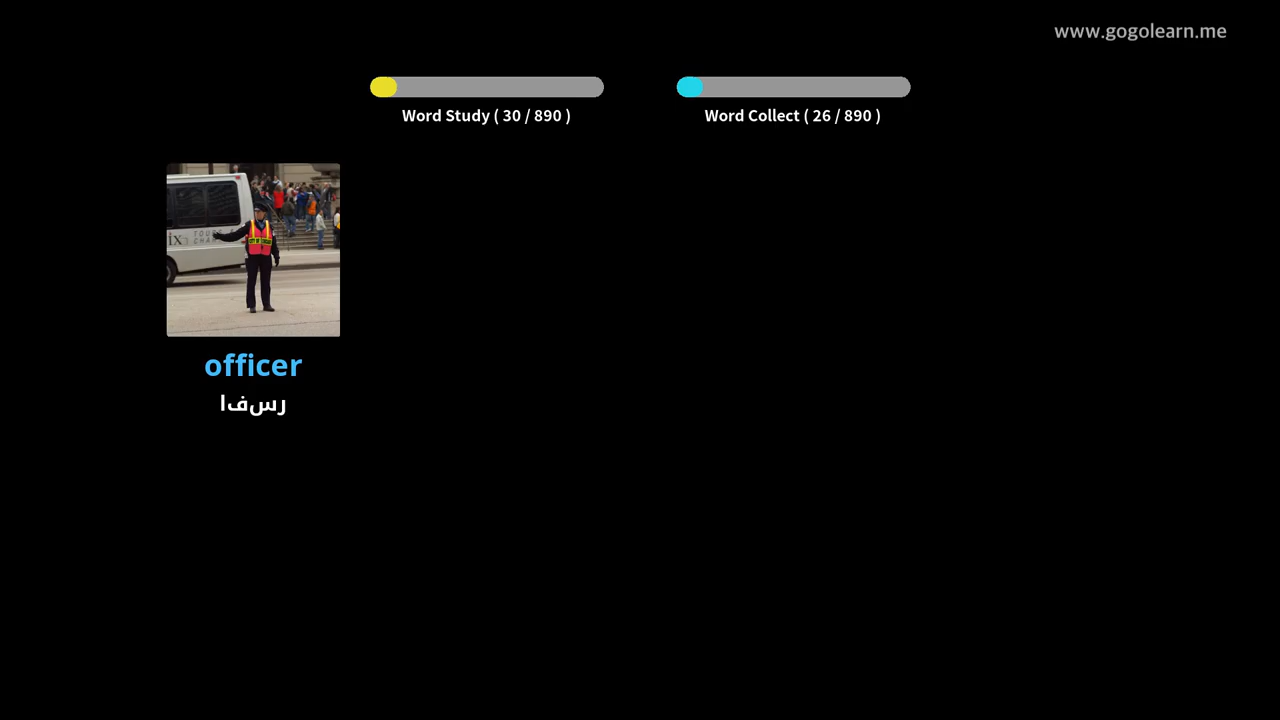 www.gogolearn.me
Word Study ( 30 / 890 )
Word Collect ( 26 / 890 )
officer
افسر